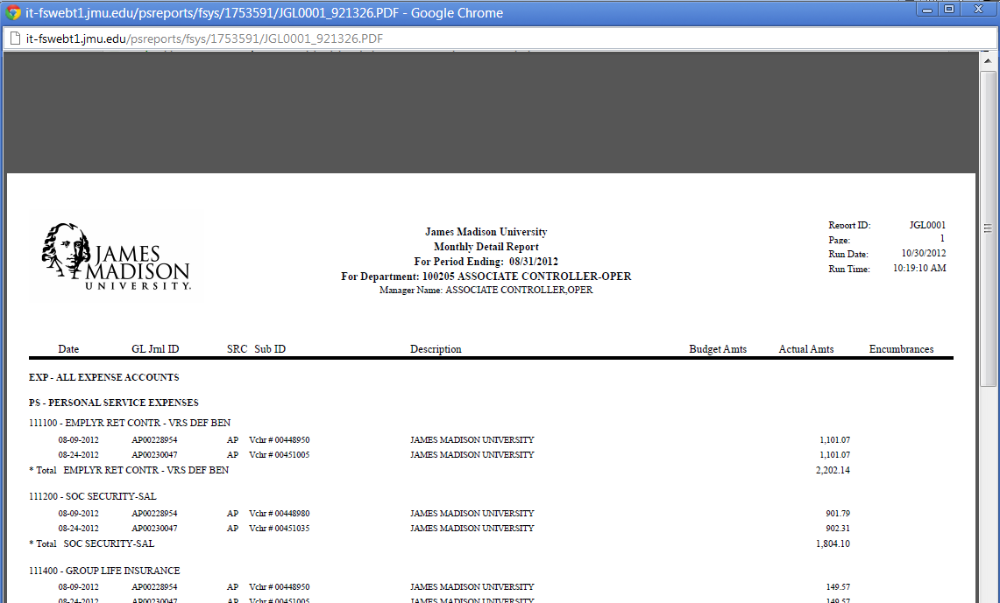 it-fswebt1.jmu.edu/psreports/fsys/1753591/JGL0001_921326.PDF - Google Chrome
it-fswebt1.jmu.edu/psreports/fsys/1753591/JGL0001_921326.PDF
JAMES
MADISON
UNIVERSITY.
James Madison University
Monthly Detail Report
For Period Ending: 08/31/2012
For Department: 100205 ASSOCIATE CONTROLLER-OPER
Manager Name: ASSOCIATE CONTROLLER,OPER
Report ID: JGL0001
Page: 1
Run Date: 10/30/2012
Run Time: 10:19:10 AM
Date GL Jrnl ID SRC Sub ID Description Budget Amts Actual Amts Encumbrances
EXP - ALL EXPENSE ACCOUNTS
PS - PERSONAL SERVICE EXPENSES
111100 - EMPLYR RET CONTR - VRS DEF BEN
08-09-2012 AP00228954 AP Vchr # 00448950 JAMES MADISON UNIVERSITY 1,101.07
08-24-2012 AP00230047 AP Vchr # 00451005 JAMES MADISON UNIVERSITY 1,101.07
* Total EMPLYR RET CONTR - VRS DEF BEN 2,202.14
111200 - SOC SECURITY-SAL
08-09-2012 AP00228954 AP Vchr # 00448980 JAMES MADISON UNIVERSITY 901.79
08-24-2012 AP00230047 AP Vchr # 00451035 JAMES MADISON UNIVERSITY 902.31
* Total SOC SECURITY-SAL 1,804.10
111400 - GROUP LIFE INSURANCE
08-09-2012 AP00228954 AP Vchr # 00448950 JAMES MADISON UNIVERSITY 149.57
08-24-2012 AP00230047 AP Vchr # 00451005 JAMES MADISON UNIVERSITY 149.57